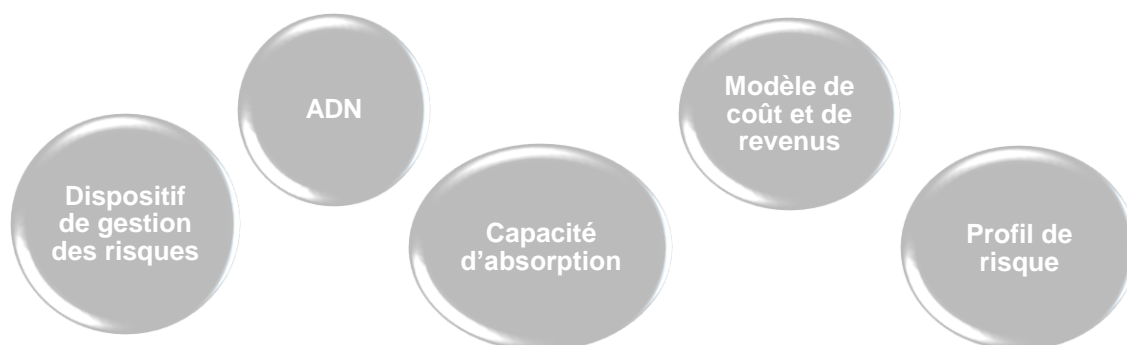 Dispositif
de gestion
des risques
ADN
Capacité
d’absorption
Modèle de
coût et de
revenus
Profil de
risque